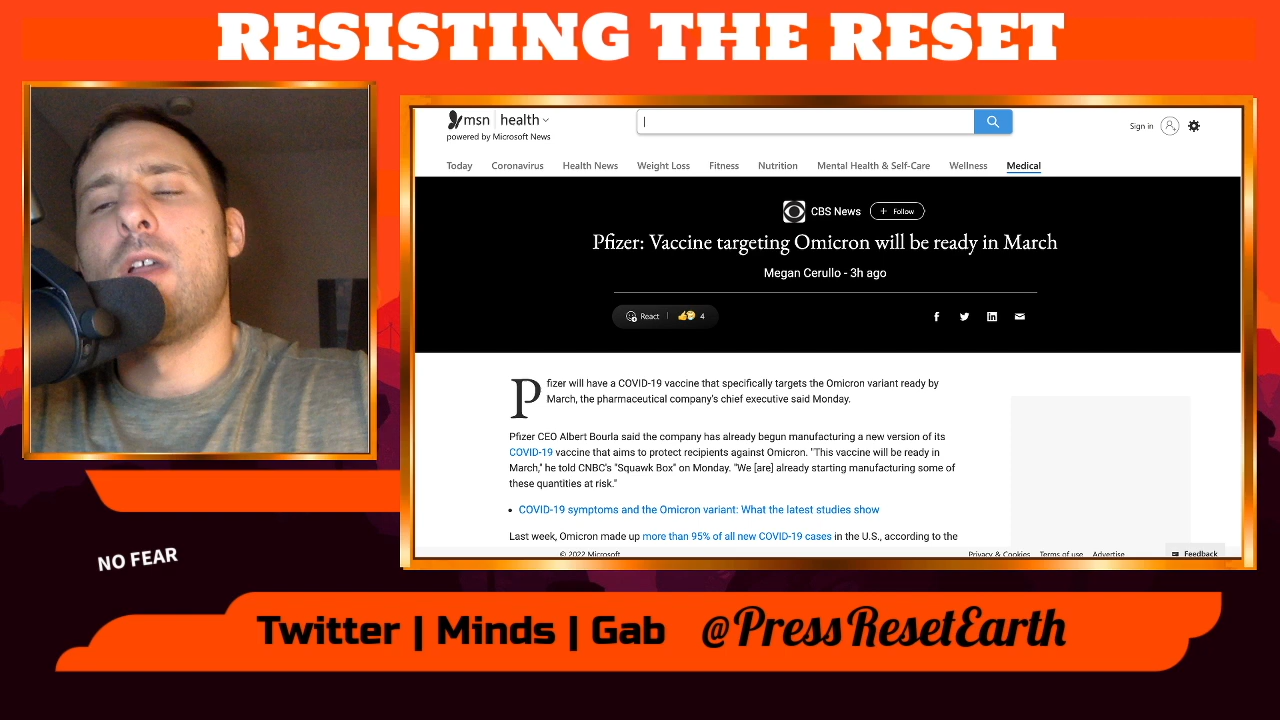 RESISTING THE RESET
msn | health
powered by Microsoft News
Sign in
Today Coronavirus Health News Weight Loss Fitness Nutrition Mental Health & Self-Care Wellness Medical
CBS News + Follow
Pfizer: Vaccine targeting Omicron will be ready in March
Megan Cerullo - 3h ago
React 4
Pfizer will have a COVID-19 vaccine that specifically targets the Omicron variant ready by
March, the pharmaceutical company's chief executive said Monday.
Pfizer CEO Albert Bourla said the company has already begun manufacturing a new version of its
COVID-19 vaccine that aims to protect recipients against Omicron. "This vaccine will be ready in
March," he told CNBC's "Squawk Box" on Monday. "We [are] already starting manufacturing some of
these quantities at risk."
• COVID-19 symptoms and the Omicron variant: What the latest studies show
Last week, Omicron made up more than 95% of all new COVID-19 cases in the U.S., according to the
© 2022 Microsoft Privacy & Cookies Terms of use Advertise Feedback
NO FEAR
Twitter | Minds | Gab @PressResetEarth